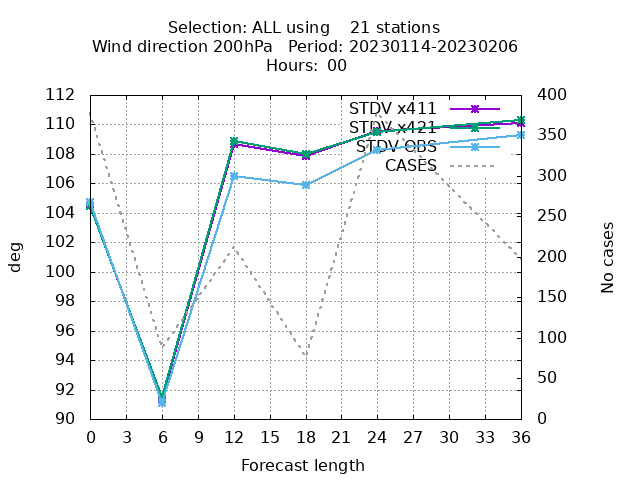 Selection: ALL using    21 stations
Wind direction 200hPa   Period: 20230114-20230206
Hours: 00
112
110
108
106
104
102
100
98
96
94
92
90
deg
STDV x411
STDV x421
STDV OBS
CASES
400
350
300
250
200
150
100
50
0
No cases
0 3 6 9 12 15 18 21 24 27 30 33 36
Forecast length